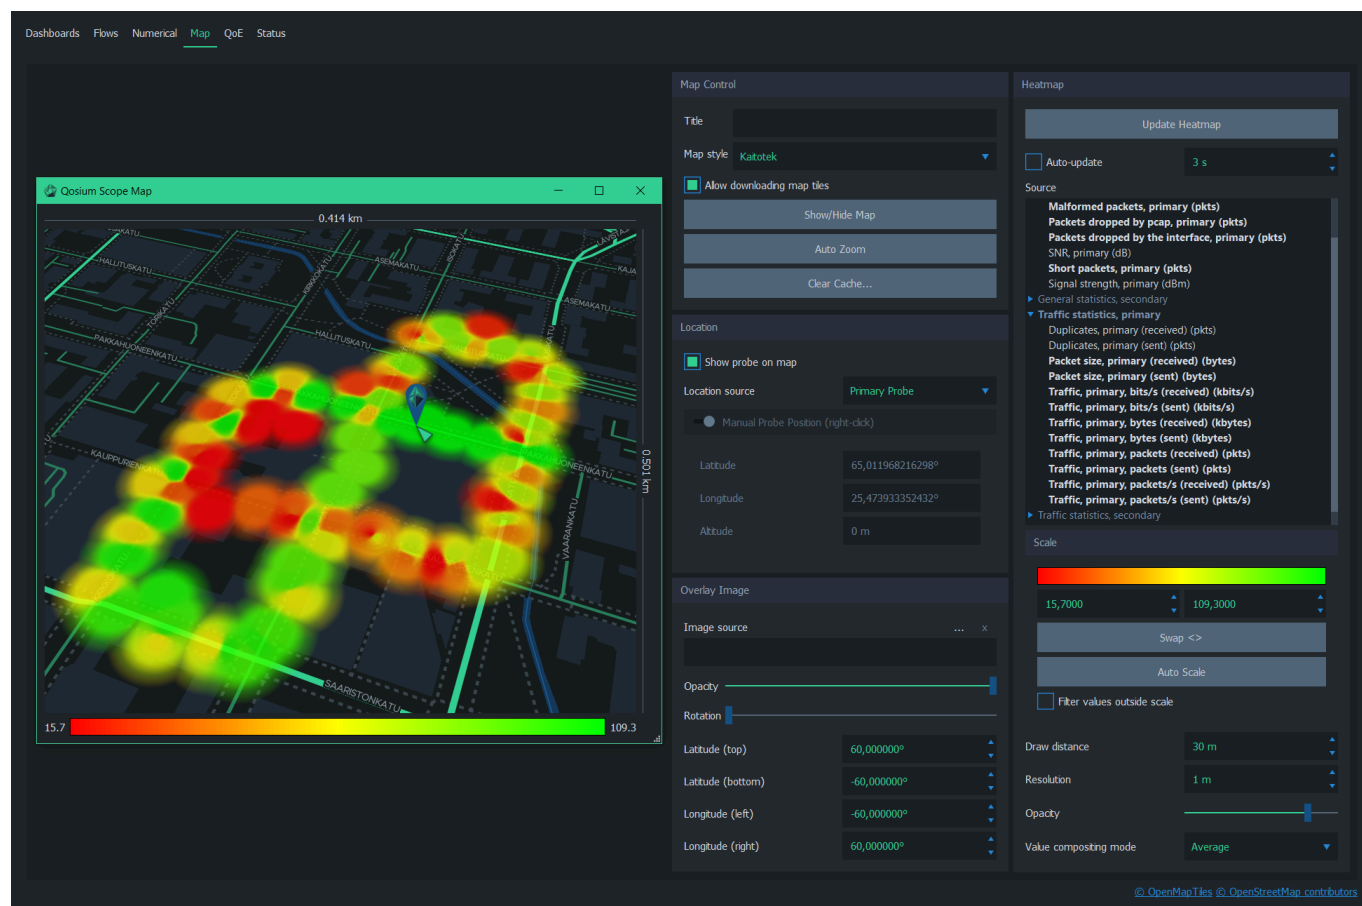 Dashboards Flows Numerical Map QoE Status
Qosium Scope Map
0.414 km
HALLITUSKATU
KIRKKOKATU
ISOKATU
ASEMAKATU
KAJA
TORIKATU
ASEMAKATU
HALLITUSKATU
PAKKAHUONEENKATU
KAUPPURIENKATU
0.501 km
VAARANKATU
SAARISTONKATU
15.7
109.3
Map Control
Title
Map style Kaitotek
Allow downloading map tiles
Show/Hide Map
Auto Zoom
Clear Cache...
Location
Show probe on map
Location source Primary Probe
Manual Probe Position (right-click)
Latitude 65,011968216298º
Longitude 25,473933352432º
Altitude 0 m
Overlay Image
Image source ... x
Opacity
Rotation
Latitude (top) 60,000000º
Latitude (bottom) -60,000000º
Longitude (left) -60,000000º
Longitude (right) 60,000000º
Heatmap
Update Heatmap
Auto-update 3 s
Source
Malformed packets, primary (pkts)
Packets dropped by pcap, primary (pkts)
Packets dropped by the interface, primary (pkts)
SNR, primary (dB)
Short packets, primary (pkts)
Signal strength, primary (dBm)
General statistics, secondary
Traffic statistics, primary
Duplicates, primary (received) (pkts)
Duplicates, primary (sent) (pkts)
Packet size, primary (received) (bytes)
Packet size, primary (sent) (bytes)
Traffic, primary, bits/s (received) (kbits/s)
Traffic, primary, bits/s (sent) (kbits/s)
Traffic, primary, bytes (received) (kbytes)
Traffic, primary, bytes (sent) (kbytes)
Traffic, primary, packets (received) (pkts)
Traffic, primary, packets (sent) (pkts)
Traffic, primary, packets/s (received) (pkts/s)
Traffic, primary, packets/s (sent) (pkts/s)
Traffic statistics, secondary
Scale
15,7000 109,3000
Swap <>
Auto Scale
Filter values outside scale
Draw distance 30 m
Resolution 1 m
Opacity
Value compositing mode Average
© OpenMapTiles © OpenStreetMap contributors